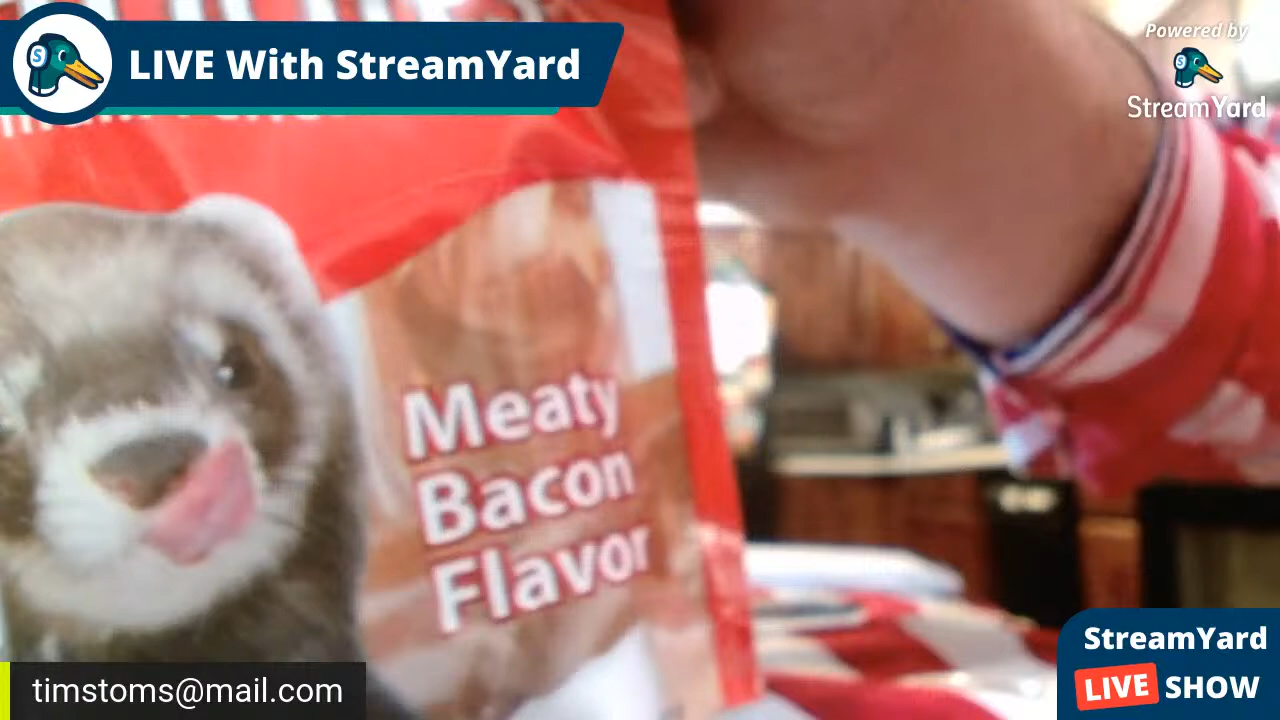 LIVE With StreamYard
Powered by
StreamYard
Meaty
Bacon
Flavor
timstoms@mail.com
StreamYard
LIVE SHOW